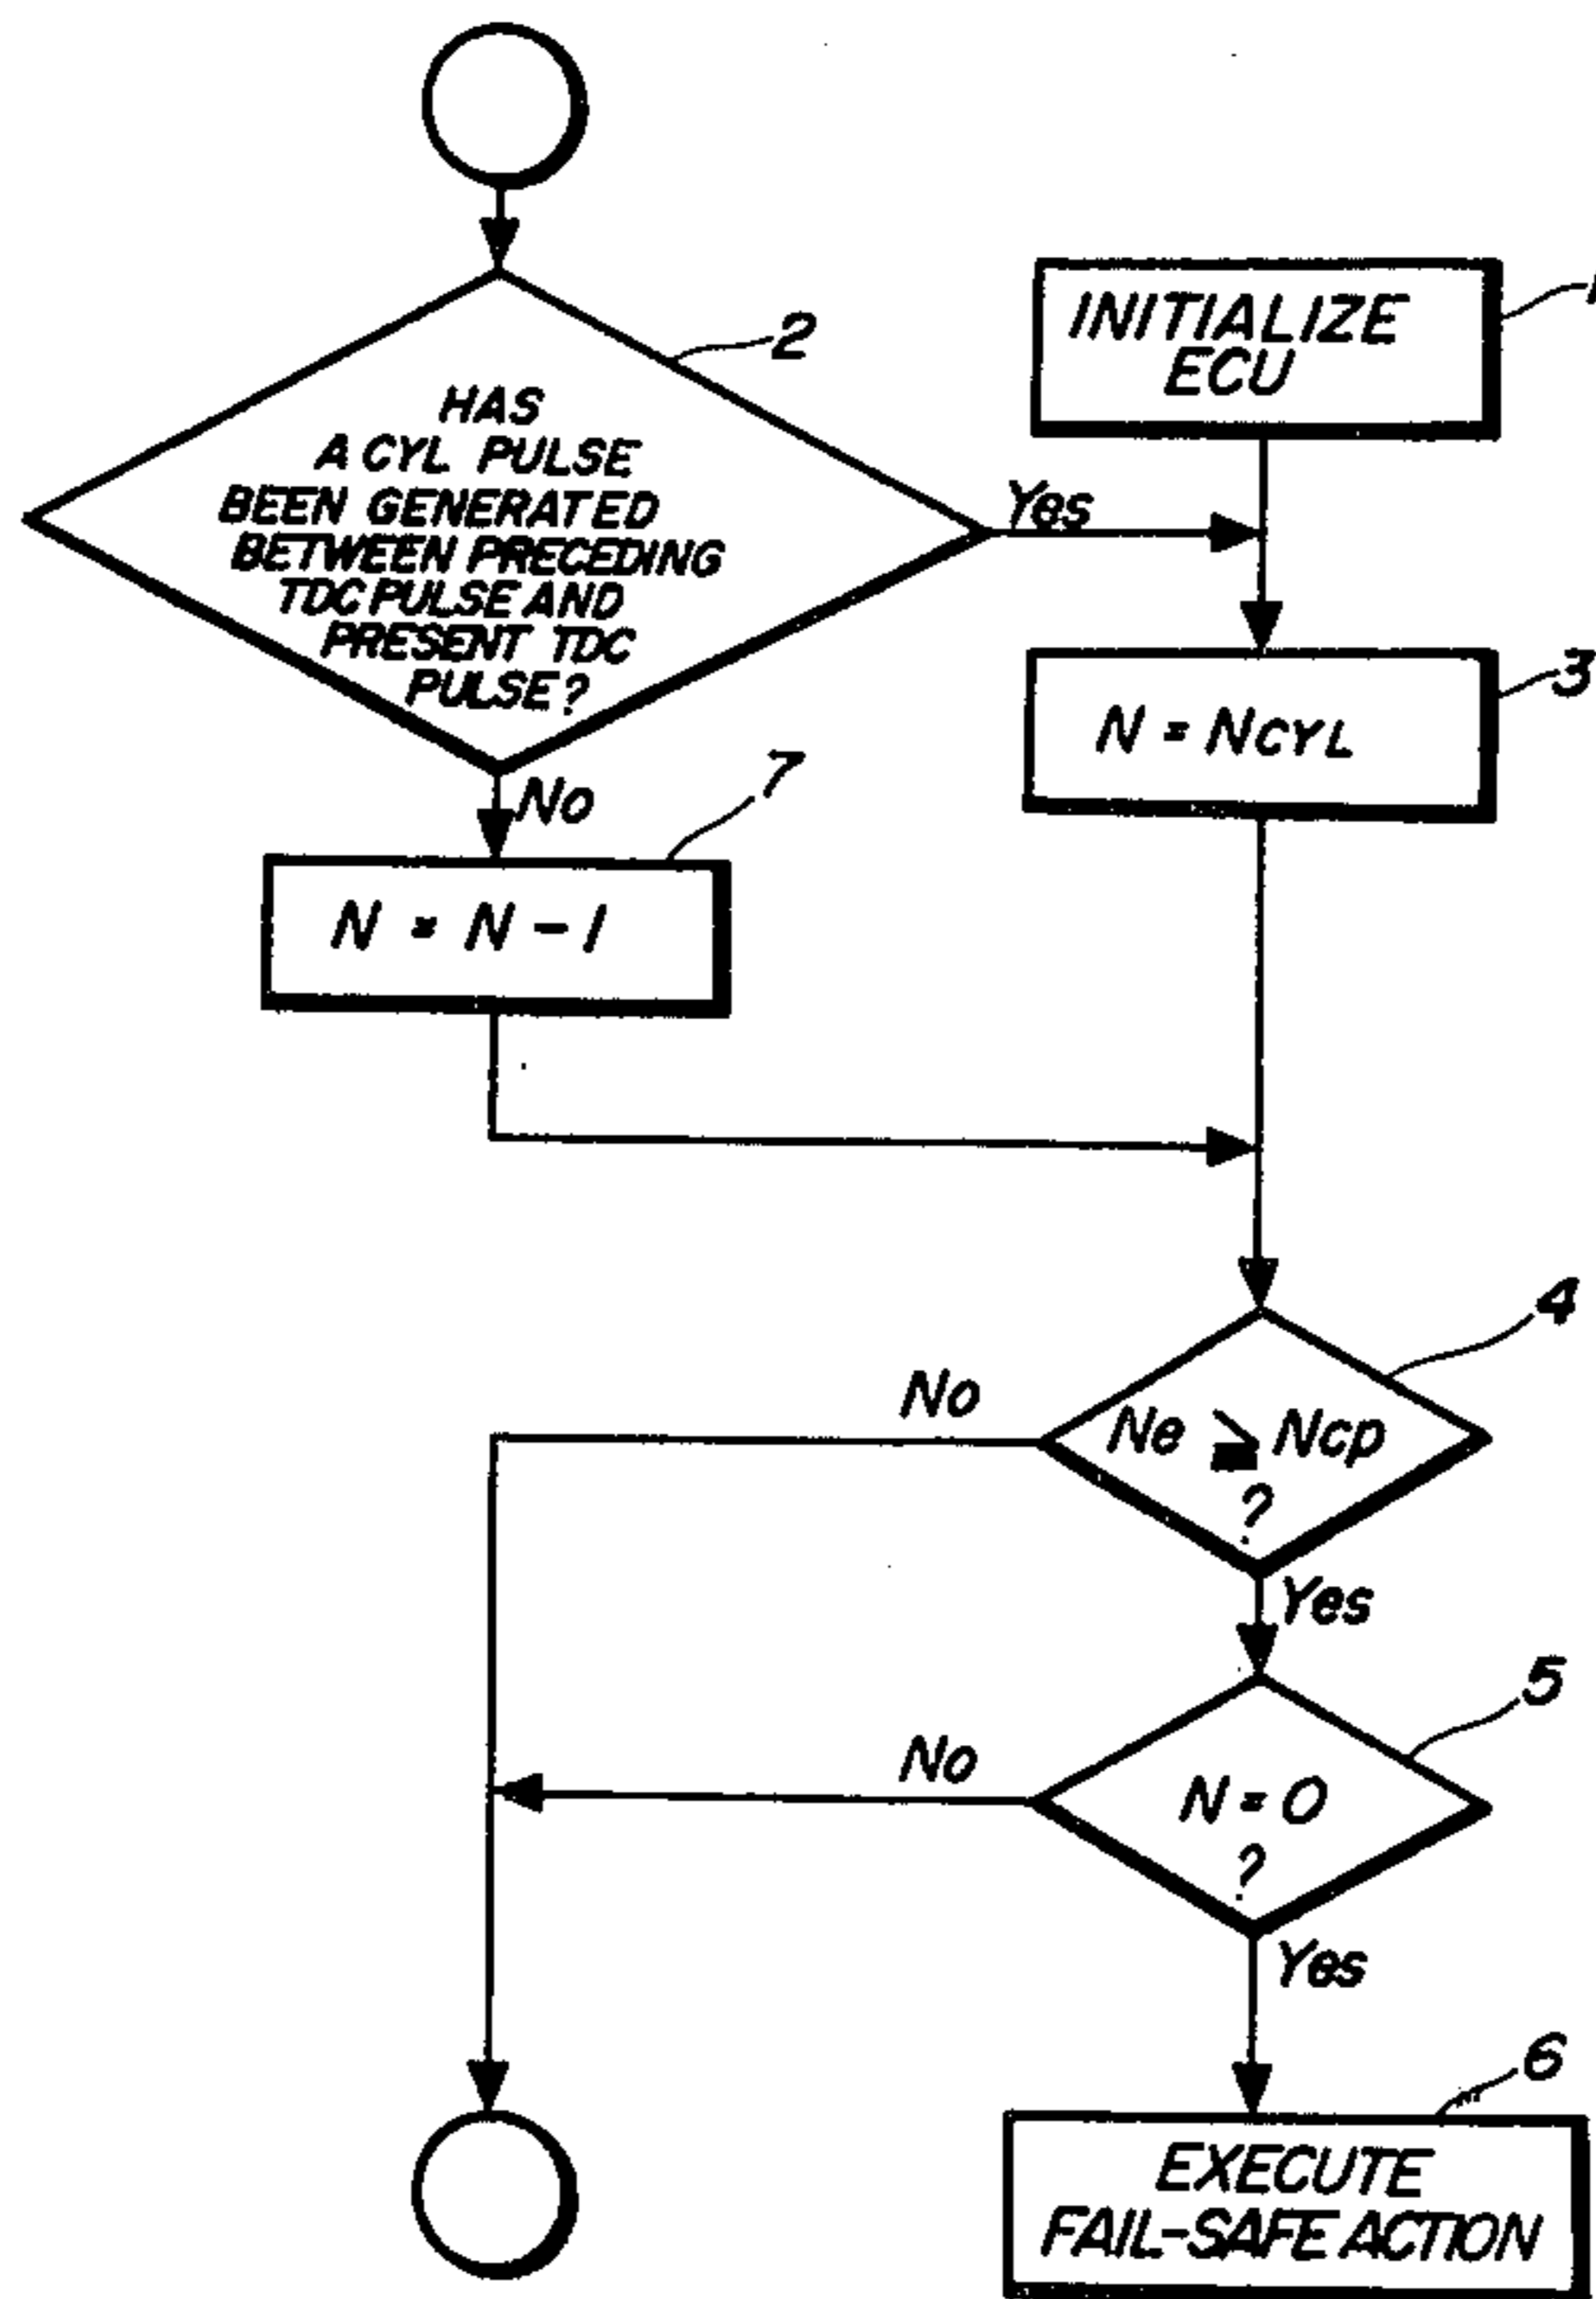 2
HAS
A CYL PULSE
BEEN GENERATED
BETWEEN PRECEDING
TDC PULSE AND
PRESENT TDC
PULSE?
Yes
No
INITIALIZE
ECU
1
N = NCYL
3
7
N = N - 1
4
Ne ≧ Ncp
?
No
Yes
5
N = 0
?
No
Yes
6
EXECUTE
FAIL-SAFE ACTION